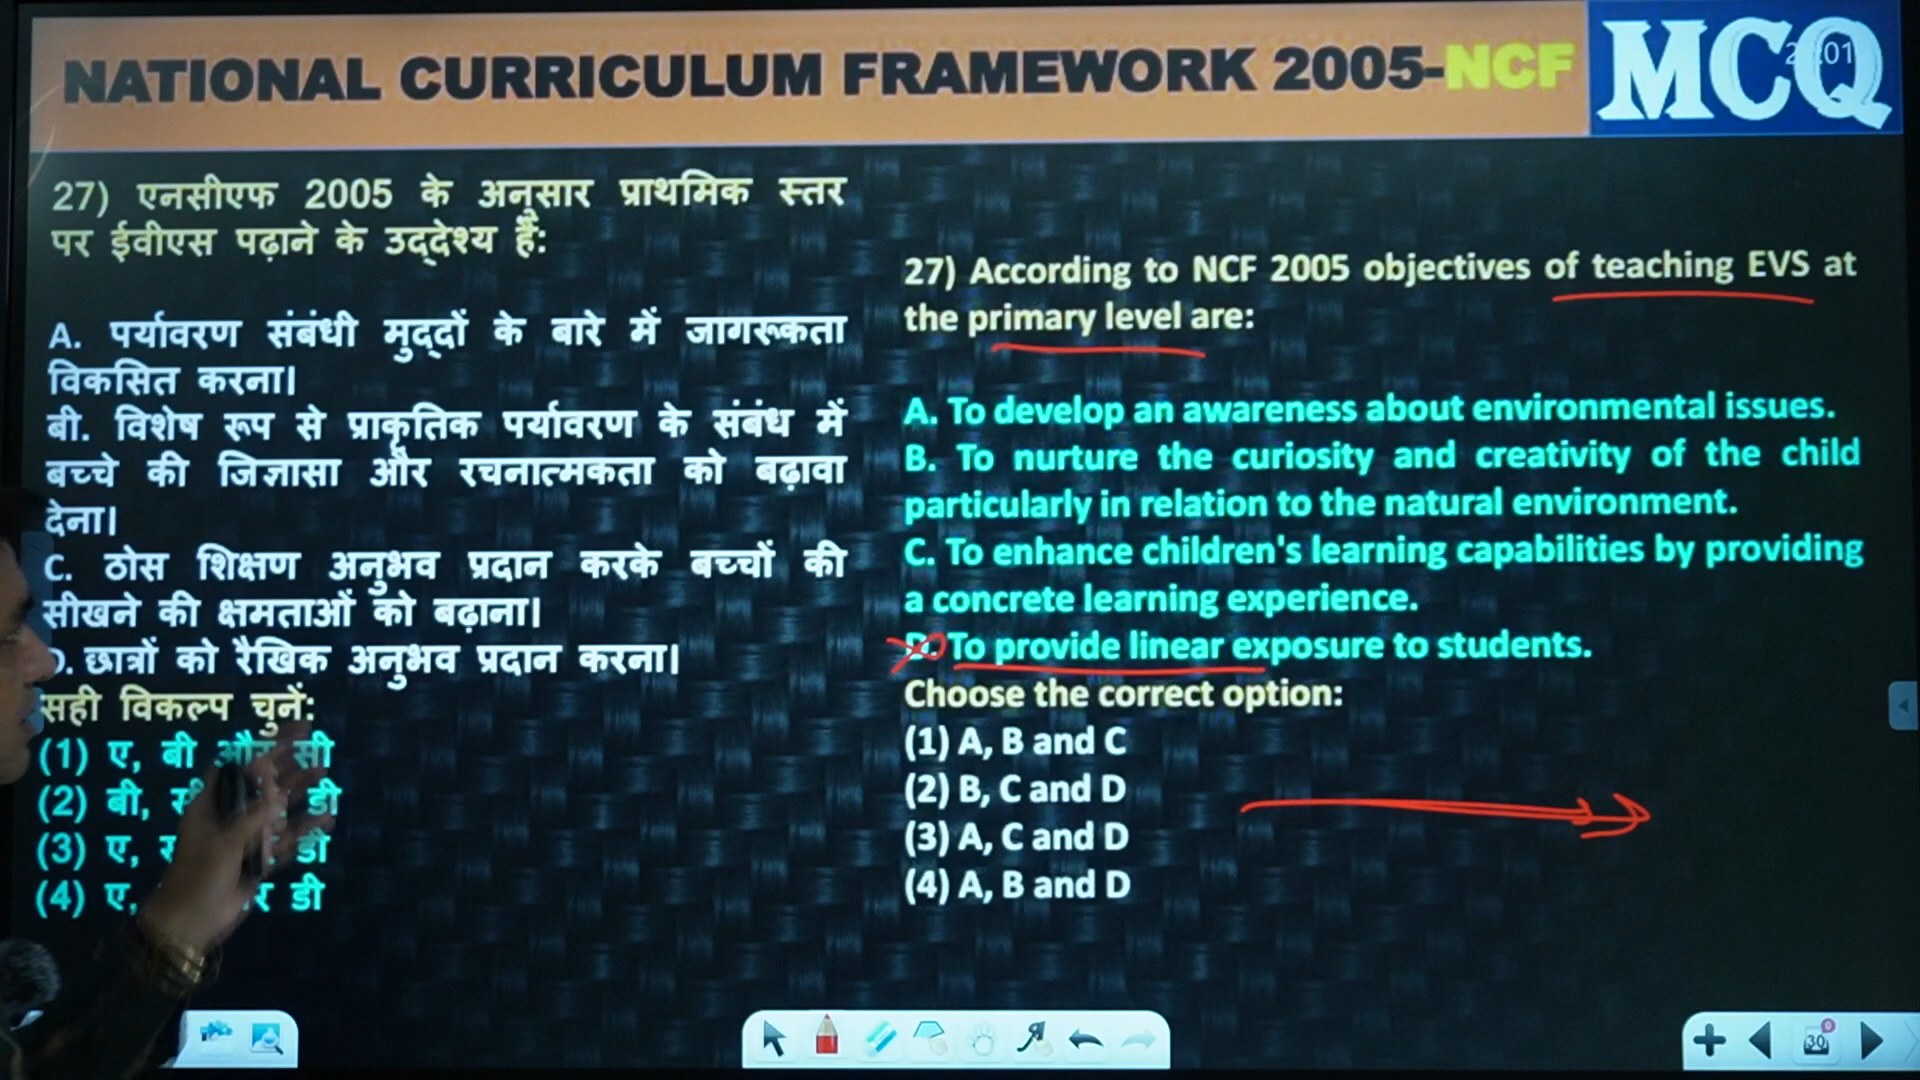 NATIONAL CURRICULUM FRAMEWORK 2005-NCF
MCQ
27) एनसीएफ 2005 के अनुसार प्राथमिक स्तर
पर ईवीएस पढ़ाने के उद्देश्य हैं:
A. पर्यावरण संबंधी मुद्दों के बारे में जागरूकता
विकसित करना।
बी. विशेष रूप से प्राकृतिक पर्यावरण के संबंध में
बच्चे की जिज्ञासा और रचनात्मकता को बढ़ावा
देना।
C. ठोस शिक्षण अनुभव प्रदान करके बच्चों की
सीखने की क्षमताओं को बढ़ाना।
D. छात्रों को रैखिक अनुभव प्रदान करना।
सही विकल्प चुनें:
(1) ए, बी और सी
(2) बी, डी
(3) ए, डी
(4) ए, डी
27) According to NCF 2005 objectives of teaching EVS at
the primary level are:
A. To develop an awareness about environmental issues.
B. To nurture the curiosity and creativity of the child
particularly in relation to the natural environment.
C. To enhance children's learning capabilities by providing
a concrete learning experience.
D. To provide linear exposure to students.
Choose the correct option:
(1) A, B and C
(2) B, C and D
(3) A, C and D
(4) A, B and D
30
0